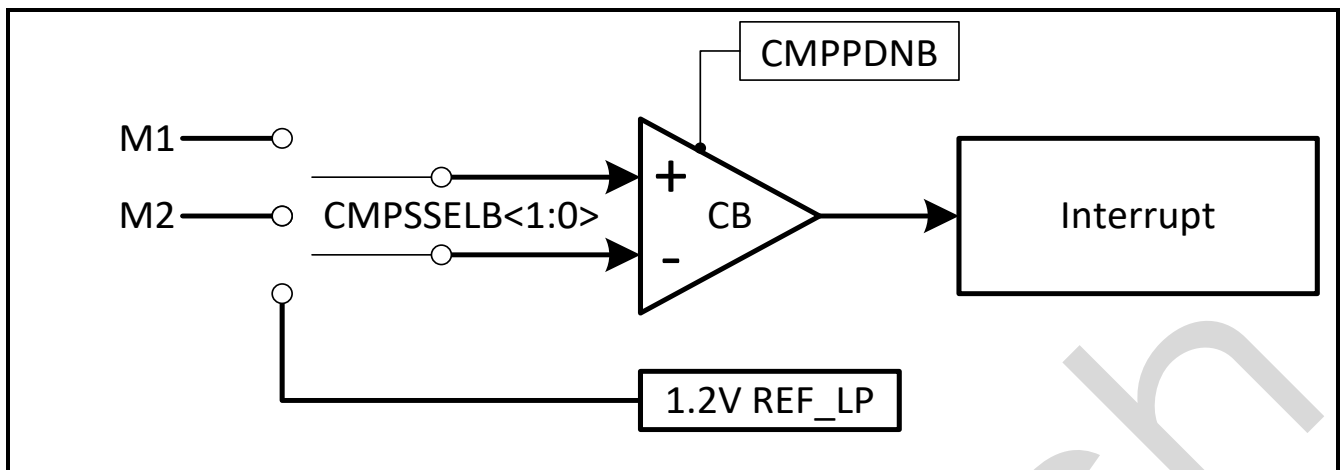 CMPPDNB
M1
+
M2
CMPSSELB<1:0>
CB
Interrupt
-
1.2V REF_LP